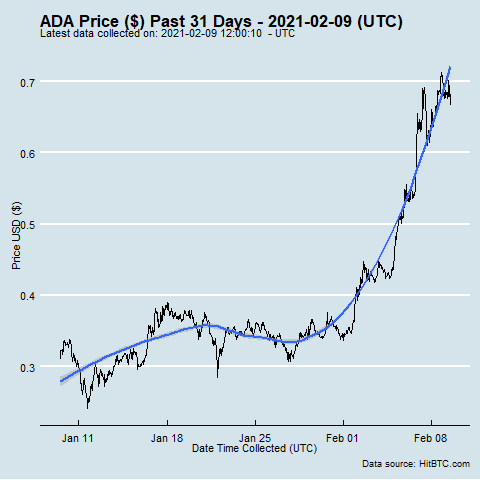 ADA Price ($) Past 31 Days - 2021-02-09 (UTC)
Latest data collected on: 2021-02-09 12:00:10 - UTC
Price USD ($)
0.7
0.6
0.5
0.4
0.3
Jan 11 Jan 18 Jan 25 Feb 01 Feb 08
Date Time Collected (UTC)
Data source: HitBTC.com